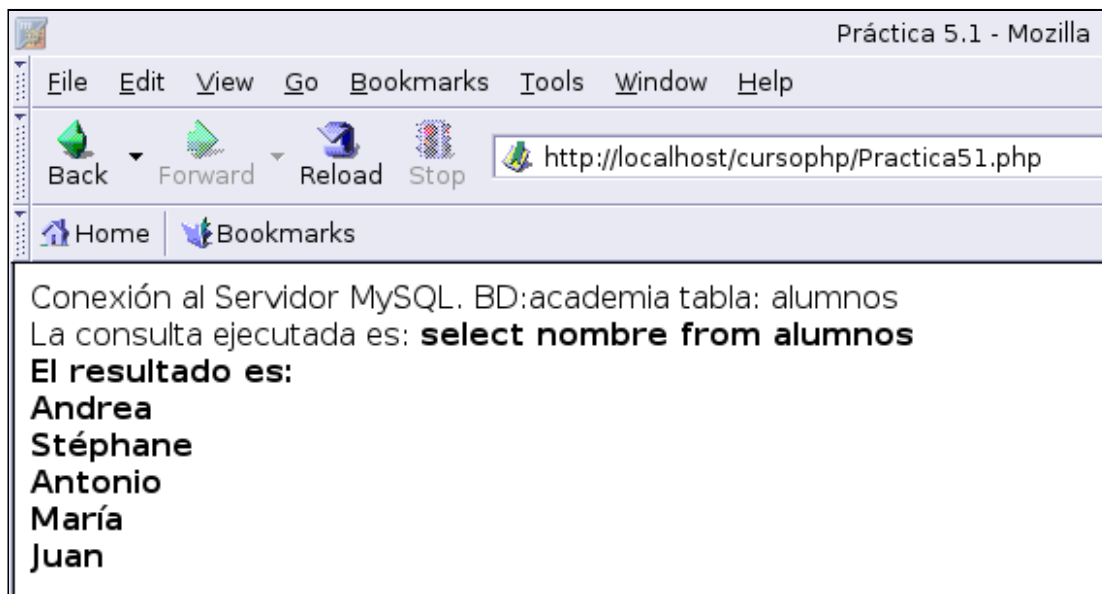 Práctica 5.1 - Mozilla
File Edit View Go Bookmarks Tools Window Help
Back Forward Reload Stop http://localhost/cursophp/Practica51.php
Home Bookmarks
Conexión al Servidor MySQL. BD:academia tabla: alumnos
La consulta ejecutada es: select nombre from alumnos
El resultado es:
Andrea
Stéphane
Antonio
María
Juan